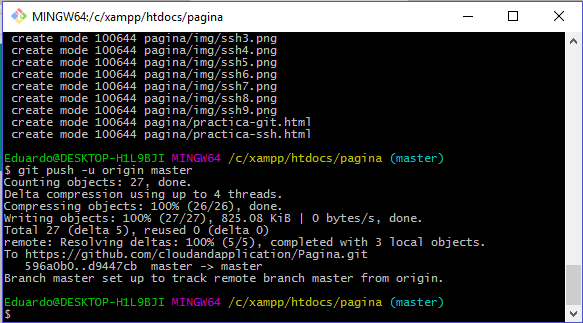 MINGW64:/c/xampp/htdocs/pagina
create mode 100644 pagina/img/ssh3.png
create mode 100644 pagina/img/ssh4.png
create mode 100644 pagina/img/ssh5.png
create mode 100644 pagina/img/ssh6.png
create mode 100644 pagina/img/ssh7.png
create mode 100644 pagina/img/ssh8.png
create mode 100644 pagina/img/ssh9.png
create mode 100644 pagina/practica-git.html
create mode 100644 pagina/practica-ssh.html
Eduardo@DESKTOP-H1L9BJI MINGW64 /c/xampp/htdocs/pagina (master)
$ git push -u origin master
Counting objects: 27, done.
Delta compression using up to 4 threads.
Compressing objects: 100% (26/26), done.
Writing objects: 100% (27/27), 825.08 KiB | 0 bytes/s, done.
Total 27 (delta 5), reused 0 (delta 0)
remote: Resolving deltas: 100% (5/5), completed with 3 local objects.
To https://github.com/cloudandapplication/Pagina.git
596a0b0..d9447cb  master -> master
Branch master set up to track remote branch master from origin.
Eduardo@DESKTOP-H1L9BJI MINGW64 /c/xampp/htdocs/pagina (master)
$